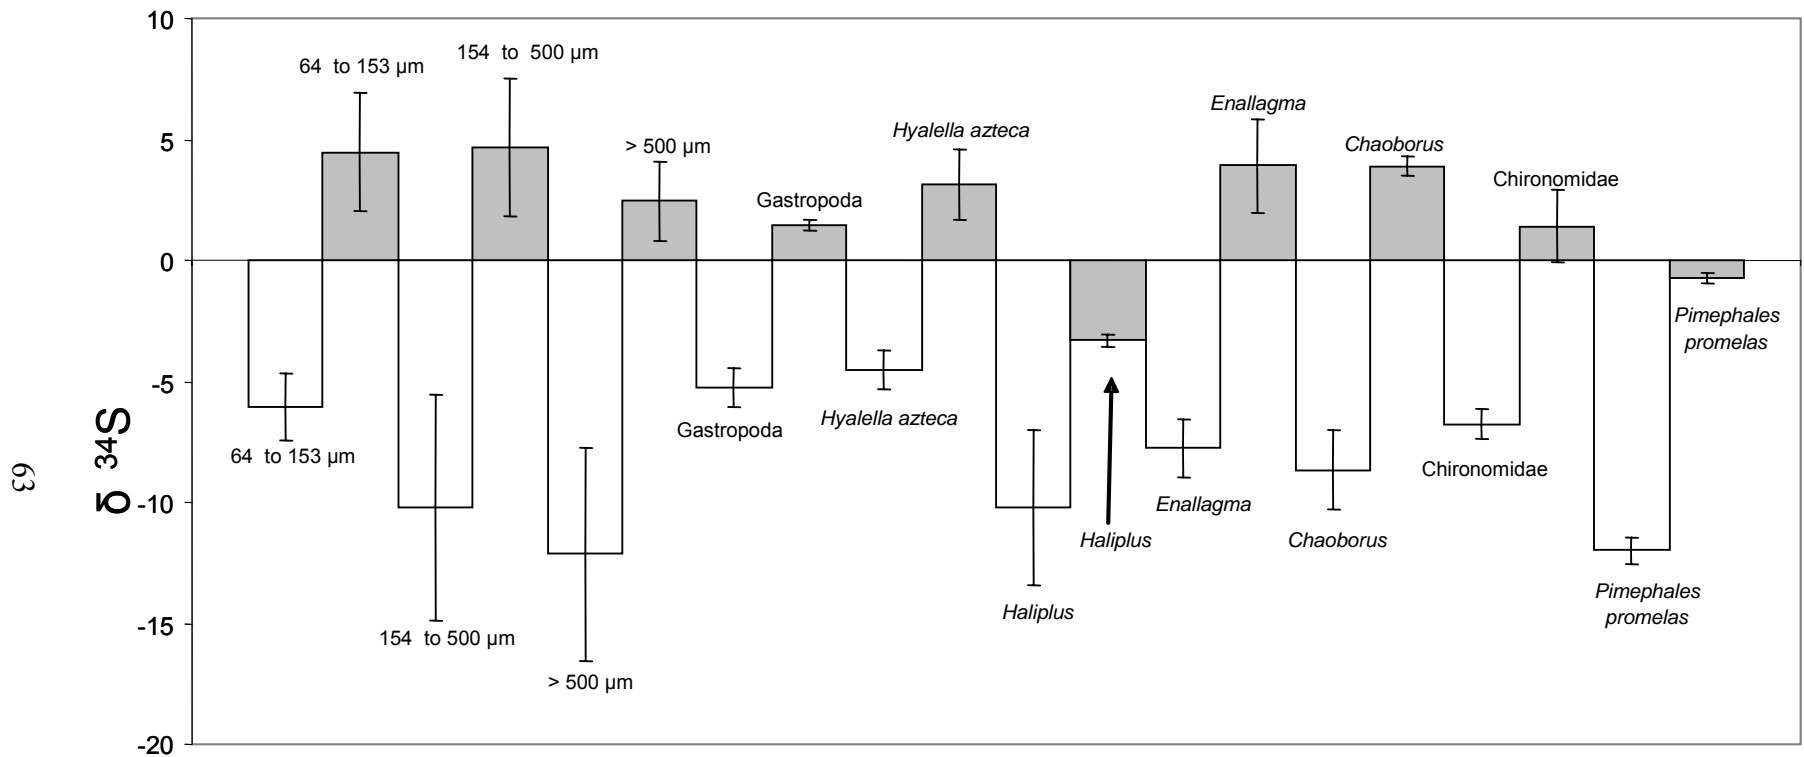 10
5
0
-5
-10
-15
-20
δ ³⁴S
63
64 to 153 µm
154 to 500 µm
> 500 µm
Gastropoda
Hyalella azteca
Enallagma
Chaoborus
Chironomidae
Pimephales
promelas
64 to 153 µm
154 to 500 µm
> 500 µm
Gastropoda
Hyalella azteca
Haliplus
Haliplus
Enallagma
Chaoborus
Chironomidae
Pimephales
promelas